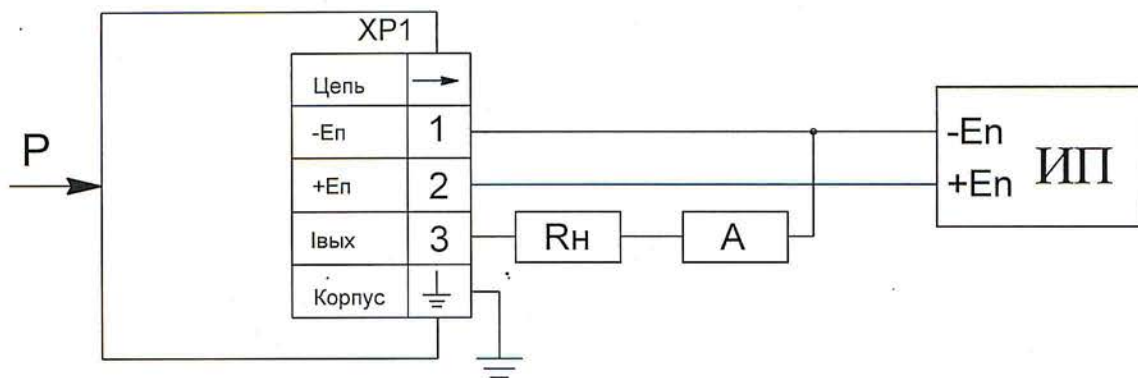 XP1
Цепь
-Еп 1
+Еп 2
Iвых 3
Корпус
P
Rн
A
-En
+En
ИП